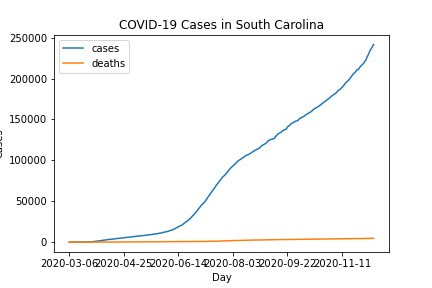 COVID-19 Cases in South Carolina
250000
200000
150000
100000
50000
0
cases
deaths
2020-03-06 2020-04-25 2020-06-14 2020-08-03 2020-09-22 2020-11-11
Day